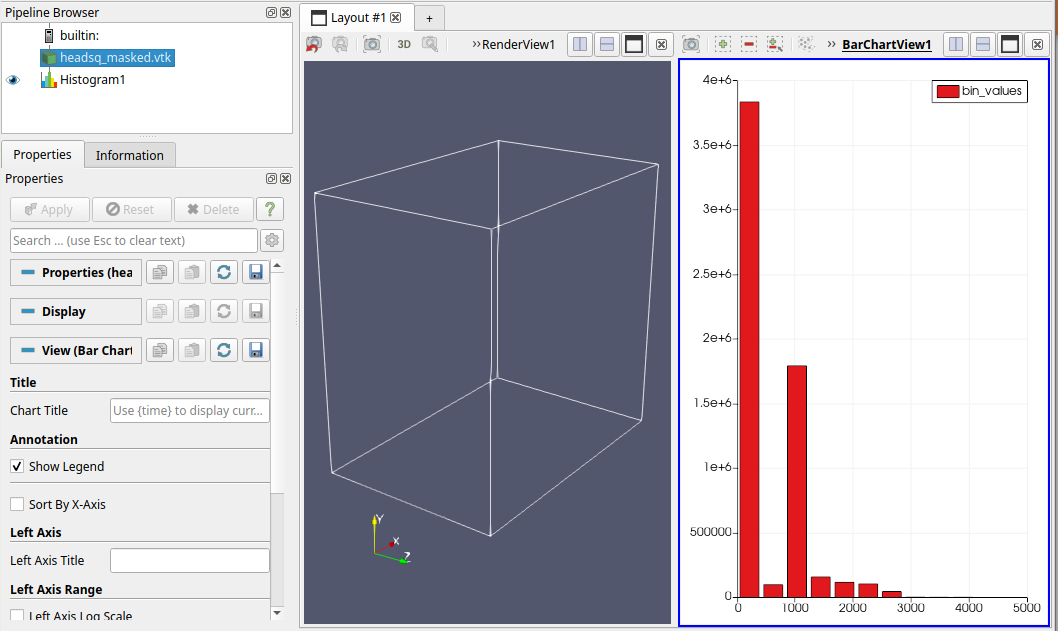 Pipeline Browser
builtin:
headsq_masked.vtk
Histogram1
Properties
Information
Properties
Apply
Reset
Delete
?
Search ... (use Esc to clear text)
Properties (hea
Display
View (Bar Chart
Title
Chart Title
Use {time} to display curr...
Annotation
Show Legend
Sort By X-Axis
Left Axis
Left Axis Title
Left Axis Range
Left Axis Log Scale
Layout #1
+
3D
»RenderView1
Y
X
Z
» BarChartView1
bin_values
4e+6
3.5e+6
3e+6
2.5e+6
2e+6
1.5e+6
1e+6
500000
0
0 1000 2000 3000 4000 5000